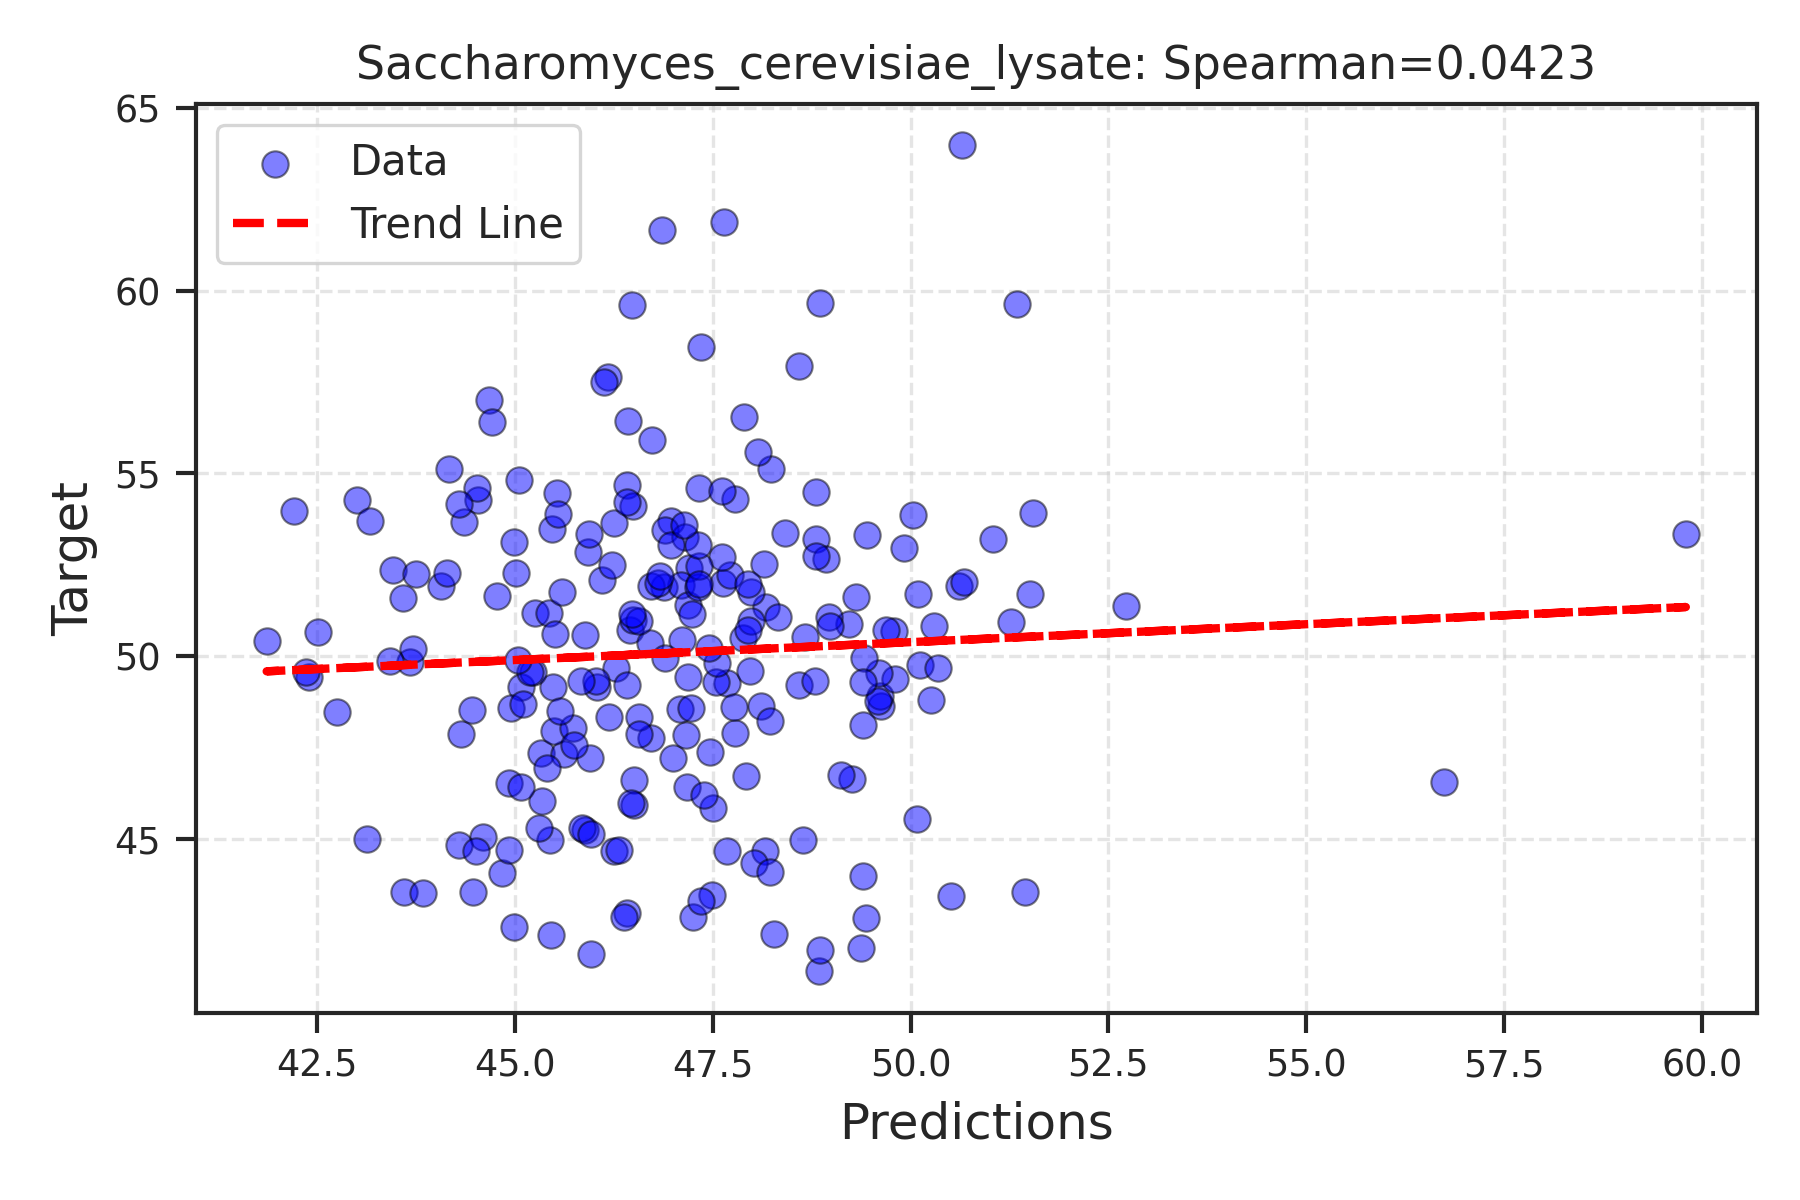 Saccharomyces_cerevisiae_lysate: Spearman=0.0423
Data
Trend Line
65
60
55
50
45
Target
42.5 45.0 47.5 50.0 52.5 55.0 57.5 60.0
Predictions